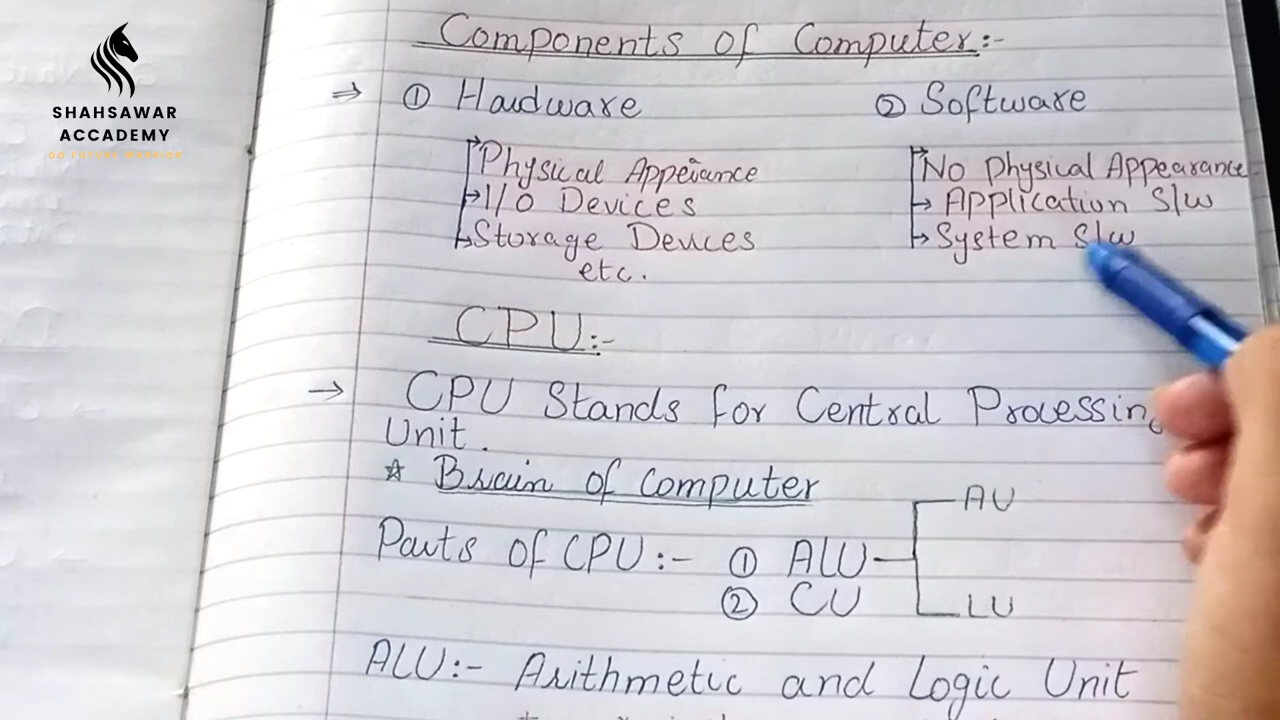 SHAHSAWAR
ACCADEMY
Components of Computer:-
⇒ ① Hardware ② Software
Physical Apperance No Physical Appearance
I/O Devices Application S/w
Storage Devices System S/w
etc.
CPU:-
→ CPU Stands for Central Processing
Unit.
☆ Brain of computer
AU
Parts of CPU:- ① ALU
② CU LU
ALU:- Arithmetic and Logic Unit